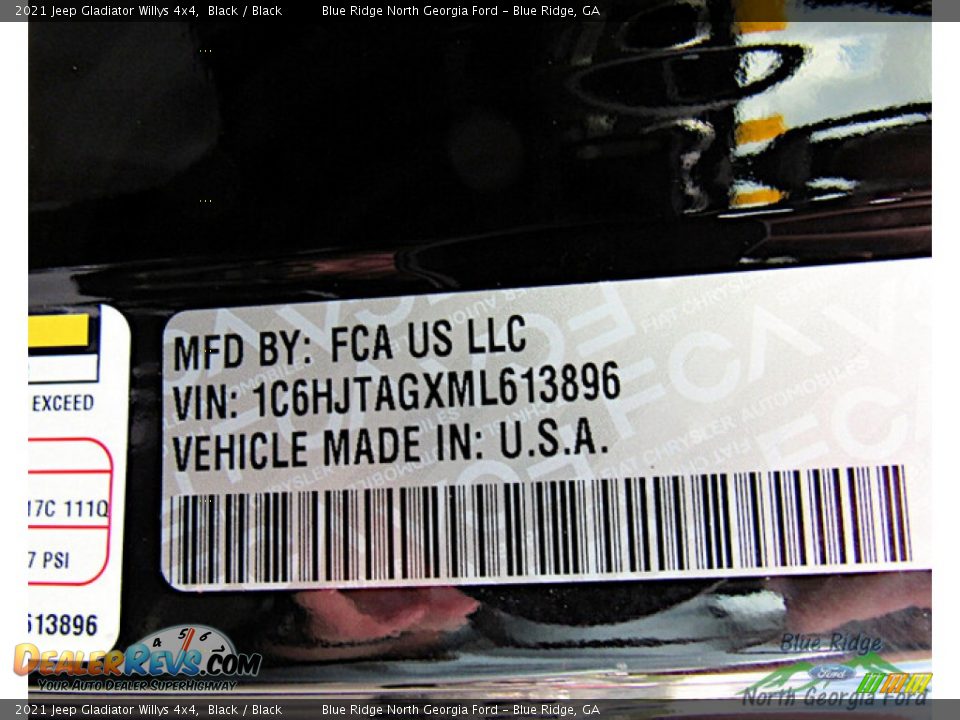 2021 Jeep Gladiator Willys 4x4, Black / Black Blue Ridge North Georgia Ford - Blue Ridge, GA
MFD BY: FCA US LLC
VIN: 1C6HJTAGXML613896
VEHICLE MADE IN: U.S.A.
EXCEED
17C 111Q
7 PSI
613896
DEALERREVS.COM
YOUR AUTO DEALER SUPERHIGHWAY
Blue Ridge
Ford
North Georgia Ford
2021 Jeep Gladiator Willys 4x4, Black / Black Blue Ridge North Georgia Ford - Blue Ridge, GA